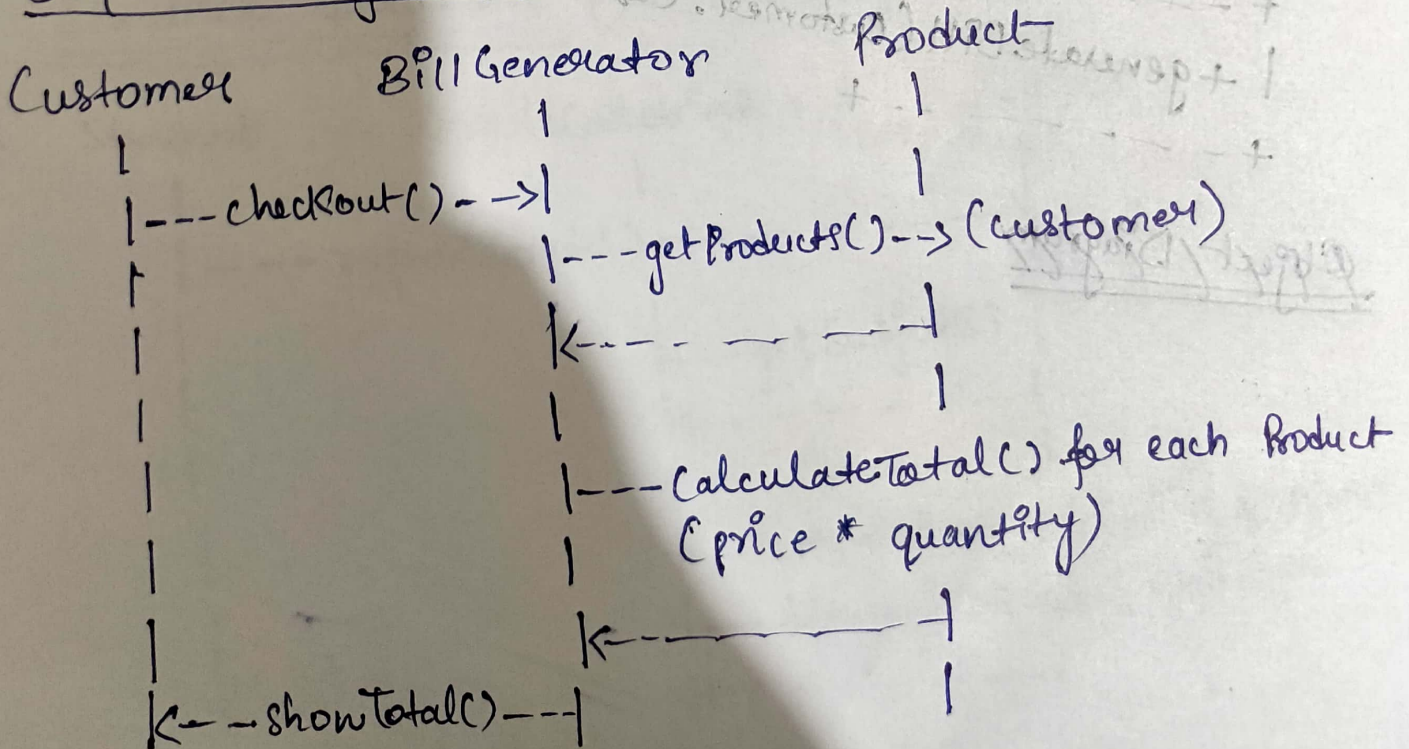 Customer BillGenerator Product
|---checkout()-->|
|---getProducts()--> (customer)
|<--- - - --|
|---CalculateTotal() for each Product
(price * quantity)
|<-------|
|<---showTotal()---|